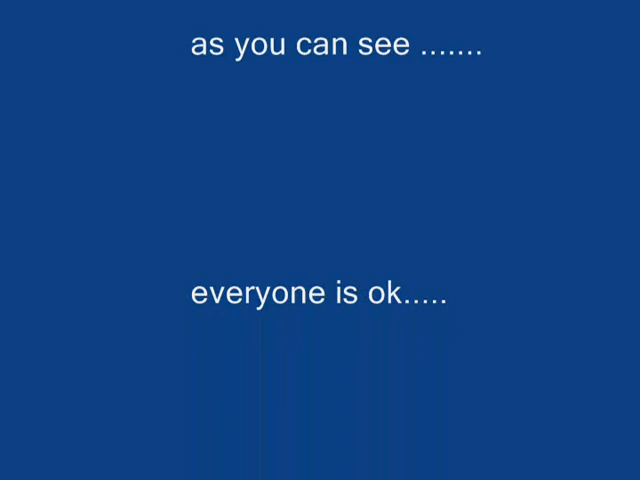 as you can see .......
everyone is ok.....